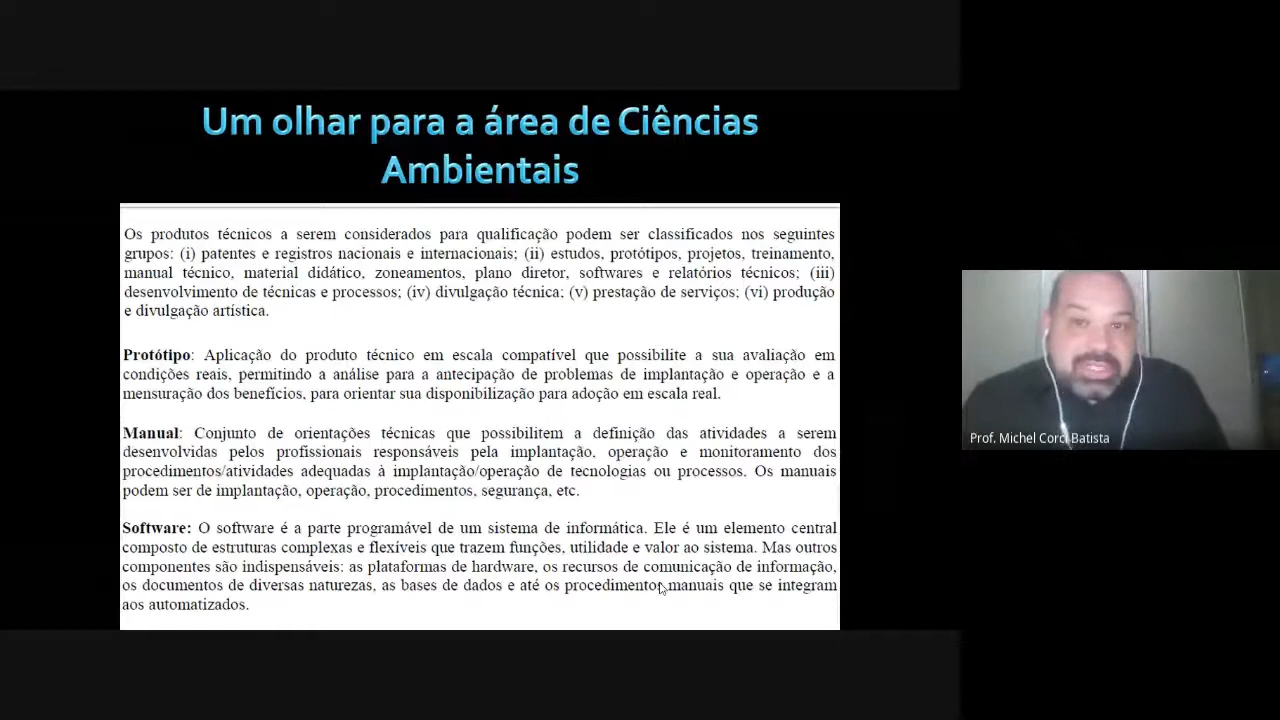 Um olhar para a área de Ciências
Ambientais
Os produtos técnicos a serem considerados para qualificação podem ser classificados nos seguintes
grupos: (i) patentes e registros nacionais e internacionais; (ii) estudos, protótipos, projetos, treinamento,
manual técnico, material didático, zoneamentos, plano diretor, softwares e relatórios técnicos; (iii)
desenvolvimento de técnicas e processos; (iv) divulgação técnica; (v) prestação de serviços; (vi) produção
e divulgação artística.
Protótipo: Aplicação do produto técnico em escala compatível que possibilite a sua avaliação em
condições reais, permitindo a análise para a antecipação de problemas de implantação e operação e a
mensuração dos benefícios, para orientar sua disponibilização para adoção em escala real.
Manual: Conjunto de orientações técnicas que possibilitem a definição das atividades a serem
desenvolvidas pelos profissionais responsáveis pela implantação, operação e monitoramento dos
procedimentos/atividades adequadas à implantação/operação de tecnologias ou processos. Os manuais
podem ser de implantação, operação, procedimentos, segurança, etc.
Software: O software é a parte programável de um sistema de informática. Ele é um elemento central
composto de estruturas complexas e flexíveis que trazem funções, utilidade e valor ao sistema. Mas outros
componentes são indispensáveis: as plataformas de hardware, os recursos de comunicação de informação,
os documentos de diversas naturezas, as bases de dados e até os procedimentos manuais que se integram
aos automatizados.
Prof. Michel Corci Batista